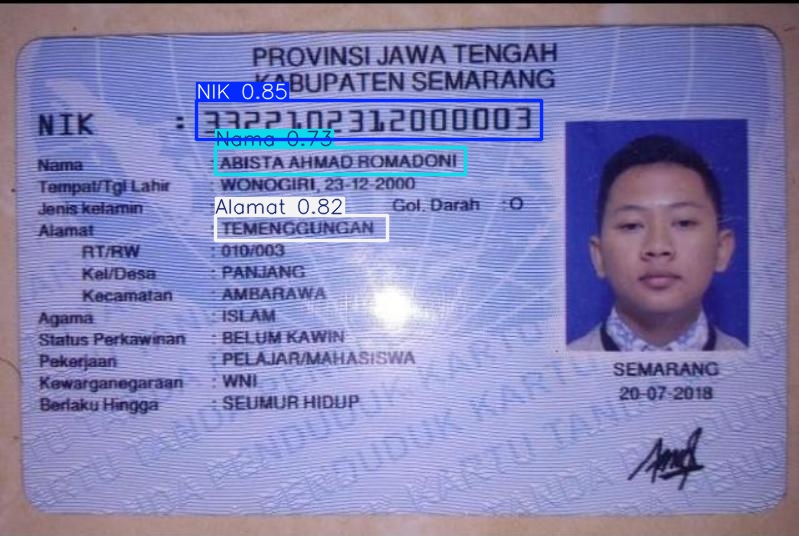 PROVINSI JAWA TENGAH
KABUPATEN SEMARANG
NIK 0.85
NIK : 3322102312000003
Nama 0.73
Nama : ABISTA AHMAD ROMADONI
Tempat/Tgl Lahir : WONOGIRI, 23-12-2000
Jenis kelamin Gol. Darah : O
Alamat 0.82
Alamat : TEMENGGUNGAN
RT/RW : 010/003
Kel/Desa : PANJANG
Kecamatan : AMBARAWA
Agama : ISLAM
Status Perkawinan : BELUM KAWIN
Pekerjaan : PELAJAR/MAHASISWA
Kewarganegaraan : WNI
Berlaku Hingga : SEUMUR HIDUP
SEMARANG
20-07-2018